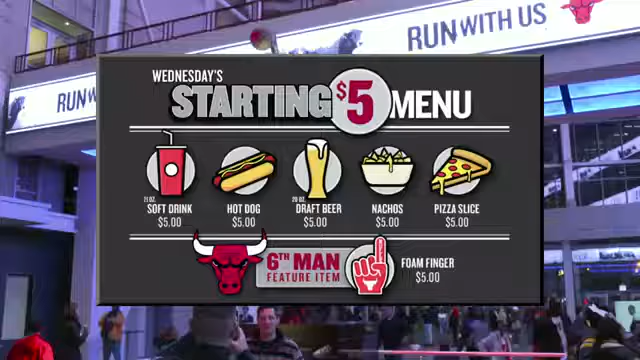 RUN WITH US
RUN W
WEDNESDAY'S
STARTING $5 MENU
21 OZ. SOFT DRINK
$5.00
HOT DOG
$5.00
20 OZ. DRAFT BEER
$5.00
NACHOS
$5.00
PIZZA SLICE
$5.00
6TH MAN
FEATURE ITEM
FOAM FINGER
$5.00